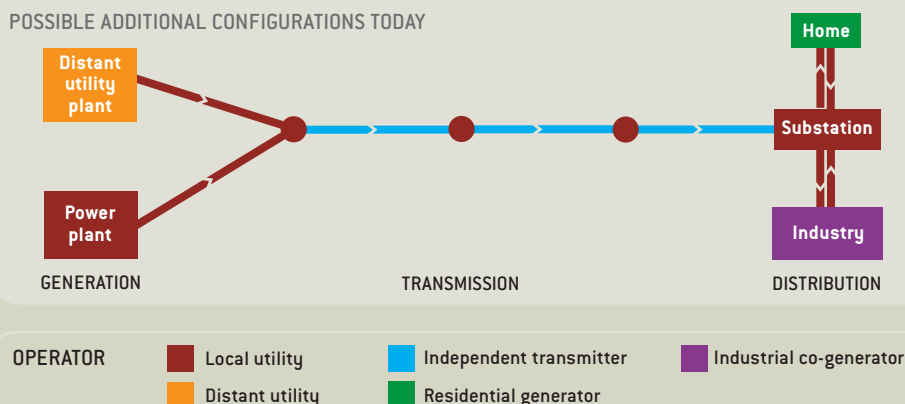 POSSIBLE ADDITIONAL CONFIGURATIONS TODAY
Distant
utility
plant
Home
Substation
Power
plant
Industry
GENERATION
TRANSMISSION
DISTRIBUTION
OPERATOR
Local utility
Independent transmitter
Industrial co-generator
Distant utility
Residential generator